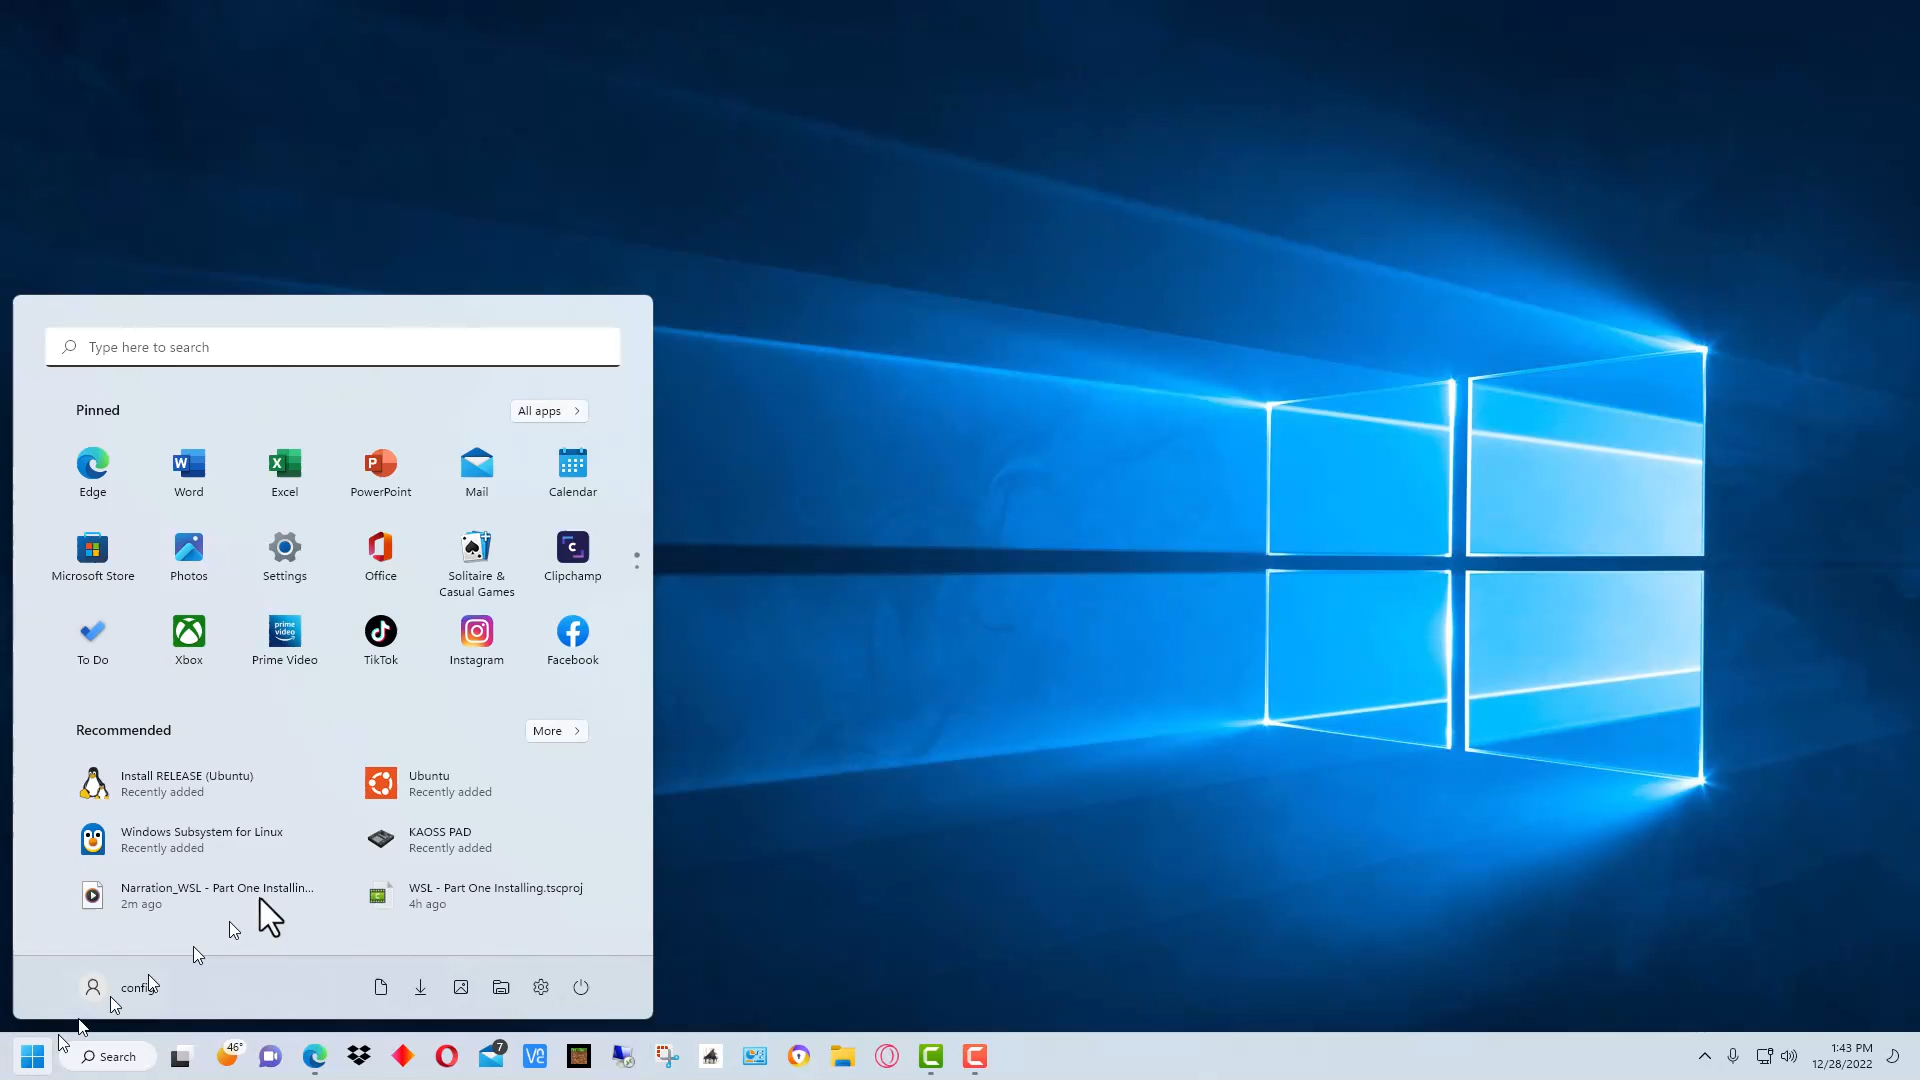 Type here to search
Pinned
All apps
Edge
Word
Excel
PowerPoint
Mail
Calendar
Microsoft Store
Photos
Settings
Office
Solitaire &
Casual Games
Clipchamp
To Do
Xbox
prime video
Prime Video
TikTok
Instagram
Facebook
Recommended
More
Install RELEASE (Ubuntu)
Recently added
Ubuntu
Recently added
Windows Subsystem for Linux
Recently added
KAOSS PAD
Recently added
Narration_WSL - Part One Installin...
2m ago
WSL - Part One Installing.tscproj
4h ago
Search
46°
7
1:43 PM
12/28/2022